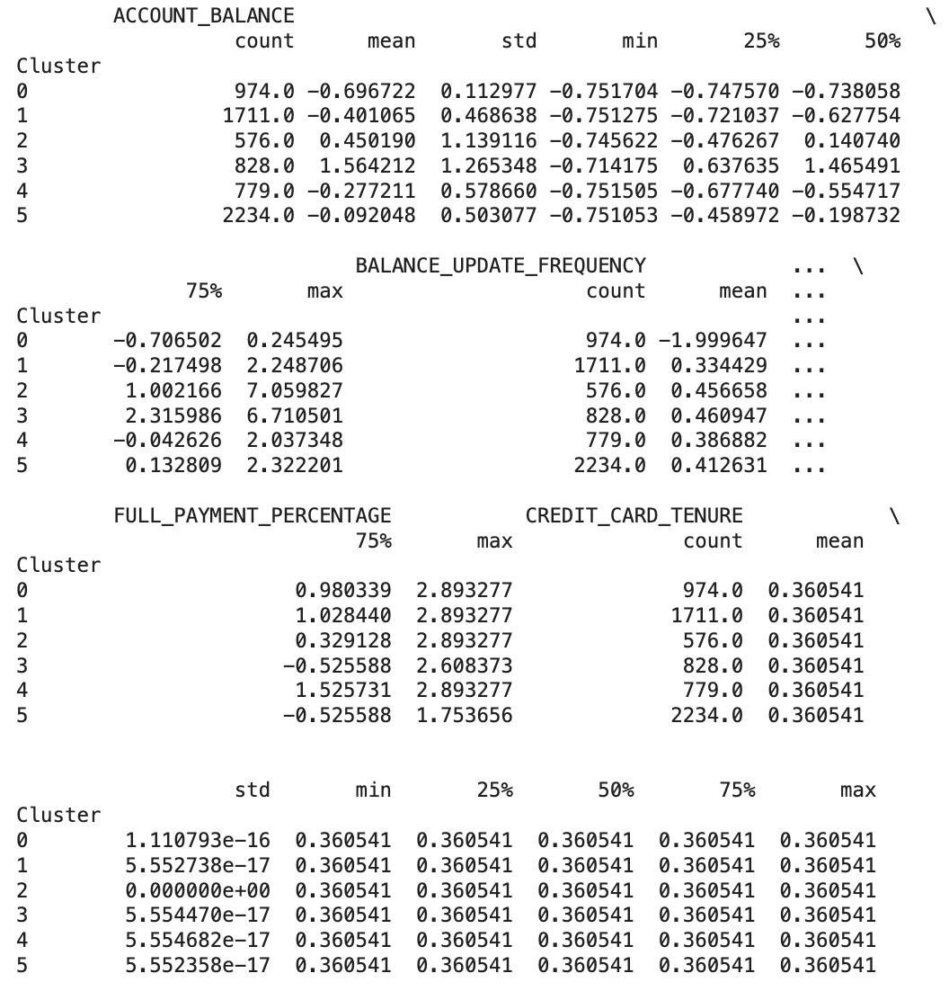 ACCOUNT_BALANCE \
count mean std min 25% 50%
Cluster
0 974.0 -0.696722 0.112977 -0.751704 -0.747570 -0.738058
1 1711.0 -0.401065 0.468638 -0.751275 -0.721037 -0.627754
2 576.0 0.450190 1.139116 -0.745622 -0.476267 0.140740
3 828.0 1.564212 1.265348 -0.714175 0.637635 1.465491
4 779.0 -0.277211 0.578660 -0.751505 -0.677740 -0.554717
5 2234.0 -0.092048 0.503077 -0.751053 -0.458972 -0.198732
BALANCE_UPDATE_FREQUENCY ... \
75% max count mean ...
Cluster ...
0 -0.706502 0.245495 974.0 -1.999647 ...
1 -0.217498 2.248706 1711.0 0.334429 ...
2 1.002166 7.059827 576.0 0.456658 ...
3 2.315986 6.710501 828.0 0.460947 ...
4 -0.042626 2.037348 779.0 0.386882 ...
5 0.132809 2.322201 2234.0 0.412631 ...
FULL_PAYMENT_PERCENTAGE CREDIT_CARD_TENURE \
75% max count mean
Cluster
0 0.980339 2.893277 974.0 0.360541
1 1.028440 2.893277 1711.0 0.360541
2 0.329128 2.893277 576.0 0.360541
3 -0.525588 2.608373 828.0 0.360541
4 1.525731 2.893277 779.0 0.360541
5 -0.525588 1.753656 2234.0 0.360541
std min 25% 50% 75% max
Cluster
0 1.110793e-16 0.360541 0.360541 0.360541 0.360541 0.360541
1 5.552738e-17 0.360541 0.360541 0.360541 0.360541 0.360541
2 0.000000e+00 0.360541 0.360541 0.360541 0.360541 0.360541
3 5.554470e-17 0.360541 0.360541 0.360541 0.360541 0.360541
4 5.554682e-17 0.360541 0.360541 0.360541 0.360541 0.360541
5 5.552358e-17 0.360541 0.360541 0.360541 0.360541 0.360541